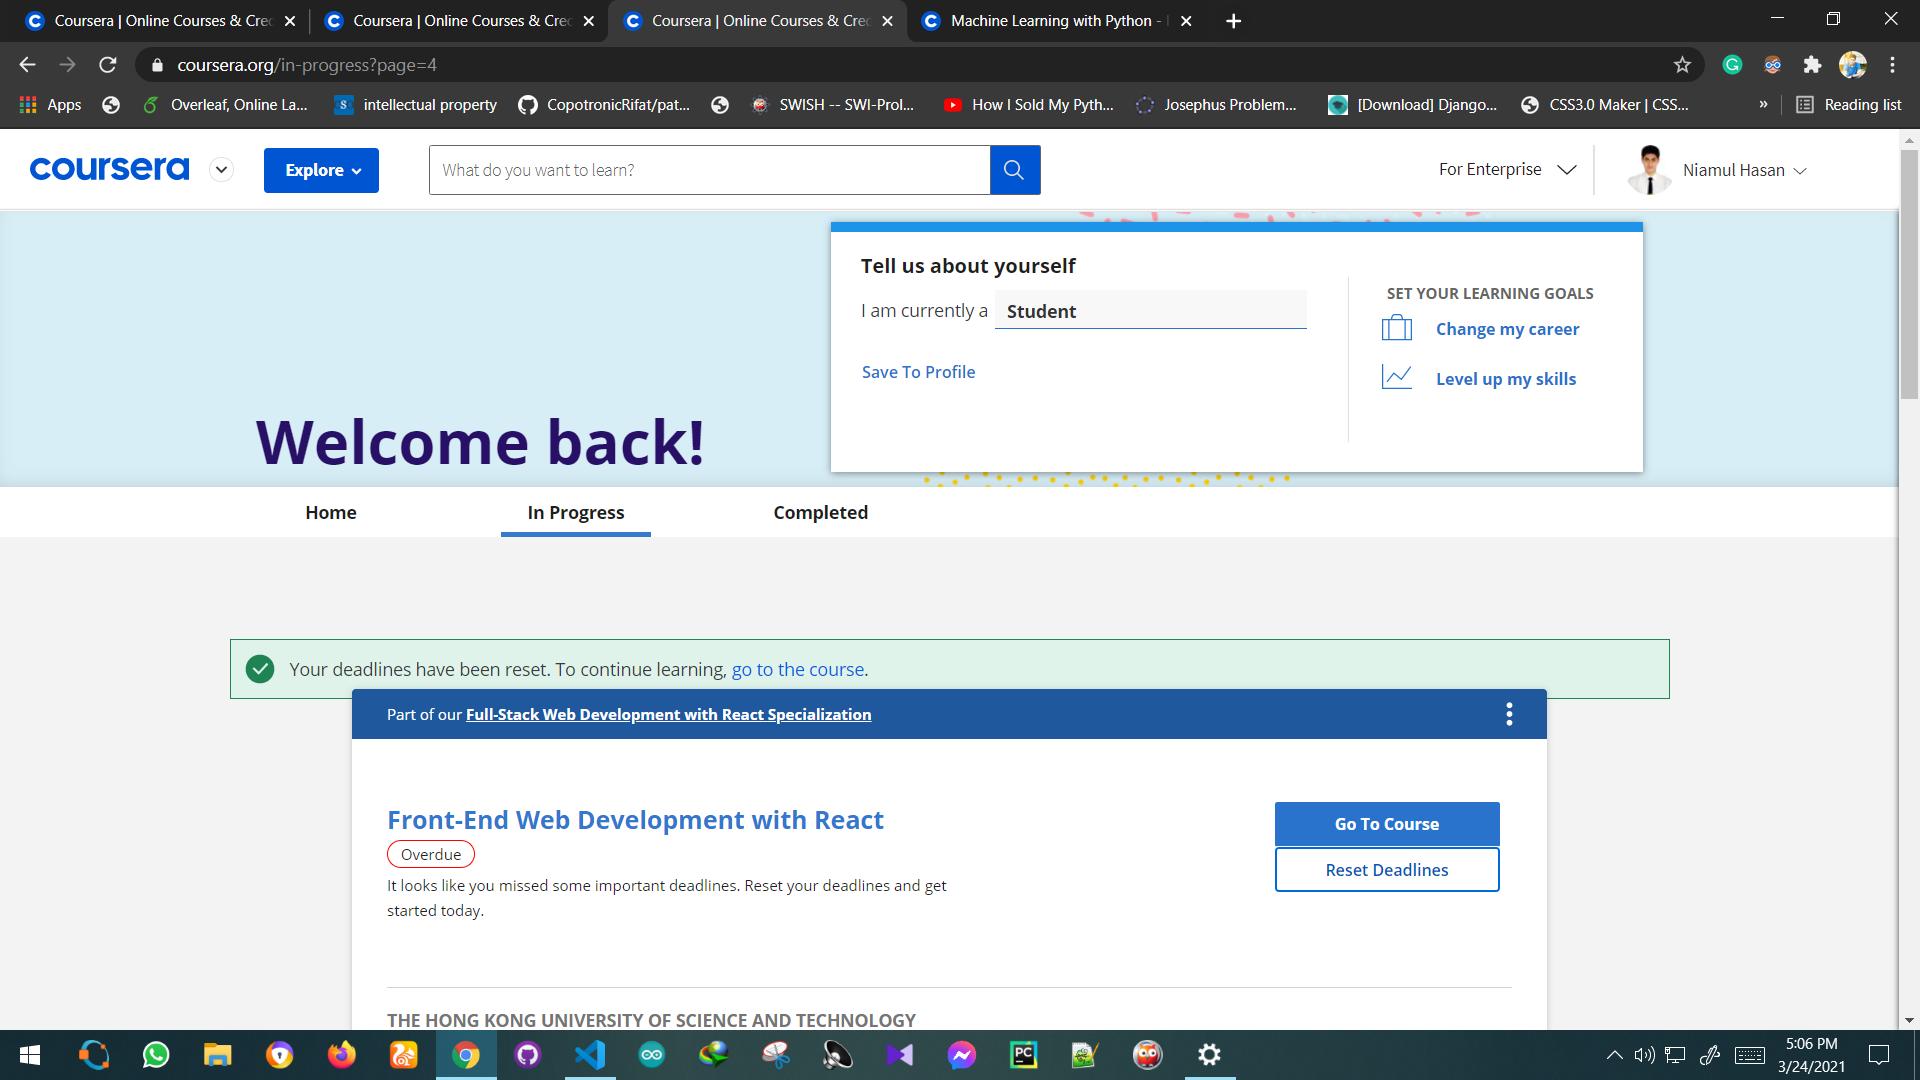 Coursera | Online Courses & Cre
Coursera | Online Courses & Cre
Coursera | Online Courses & Cre
Machine Learning with Python -
coursera.org/in-progress?page=4
Apps
Overleaf, Online La...
intellectual property
CopotronicRifat/pat...
SWISH -- SWI-Prol...
How I Sold My Pyth...
Josephus Problem...
[Download] Django...
CSS3.0 Maker | CSS...
»
Reading list
coursera
Explore
What do you want to learn?
For Enterprise
Niamul Hasan
Tell us about yourself
I am currently a Student
Save To Profile
SET YOUR LEARNING GOALS
Change my career
Level up my skills
Welcome back!
Home
In Progress
Completed
Your deadlines have been reset. To continue learning, go to the course.
Part of our Full-Stack Web Development with React Specialization
Front-End Web Development with React
Overdue
It looks like you missed some important deadlines. Reset your deadlines and get
started today.
Go To Course
Reset Deadlines
THE HONG KONG UNIVERSITY OF SCIENCE AND TECHNOLOGY
PC
5:06 PM
3/24/2021